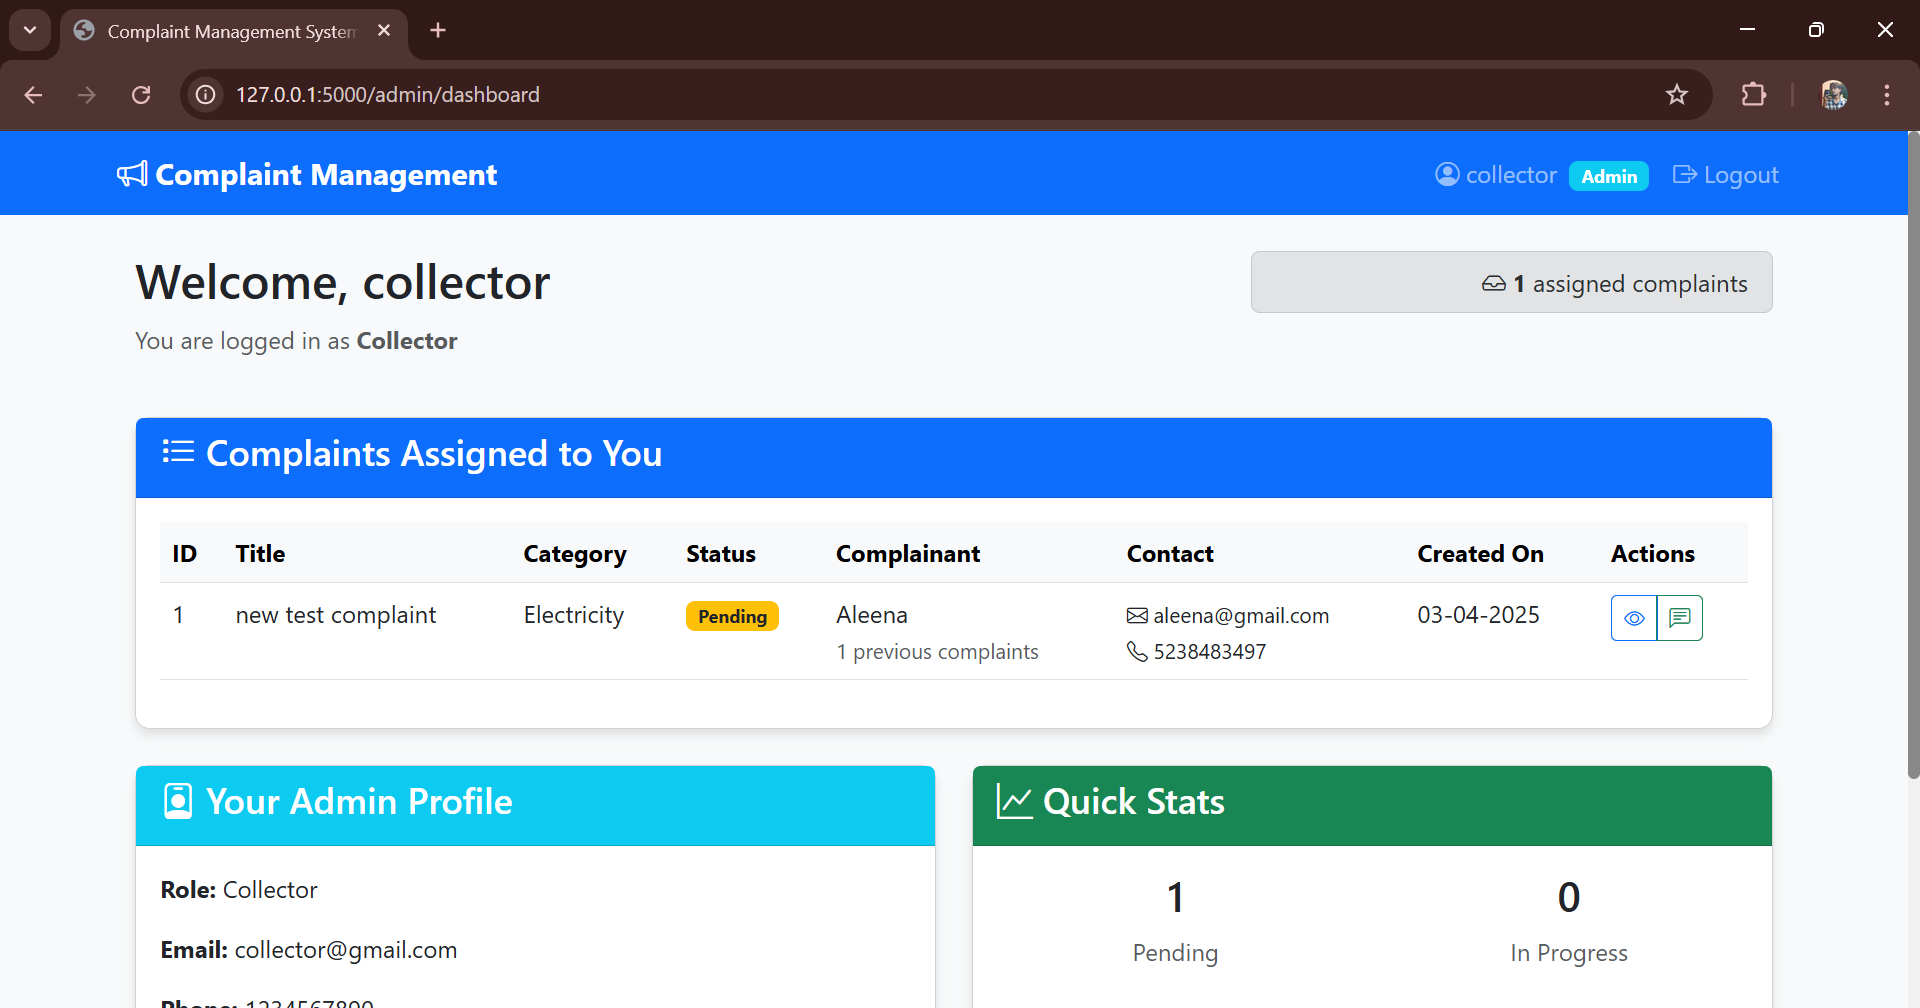 Complaint Management System
127.0.0.1:5000/admin/dashboard
Complaint Management
collector Admin Logout
Welcome, collector
1 assigned complaints
You are logged in as Collector
Complaints Assigned to You
ID Title Category Status Complainant Contact Created On Actions
1 new test complaint Electricity Pending Aleena aleena@gmail.com 03-04-2025
1 previous complaints 5238483497
Your Admin Profile
Role: Collector
Email: collector@gmail.com
Phone: 1234567890
Quick Stats
1 0
Pending In Progress